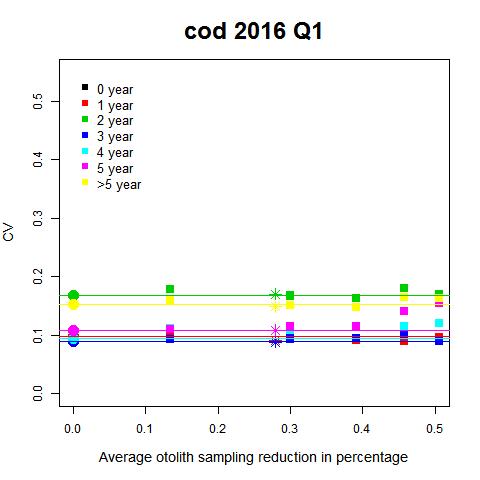 cod 2016 Q1
0 year
1 year
2 year
3 year
4 year
5 year
>5 year
CV
0.5
0.4
0.3
0.2
0.1
0.0
0.0 0.1 0.2 0.3 0.4 0.5
Average otolith sampling reduction in percentage